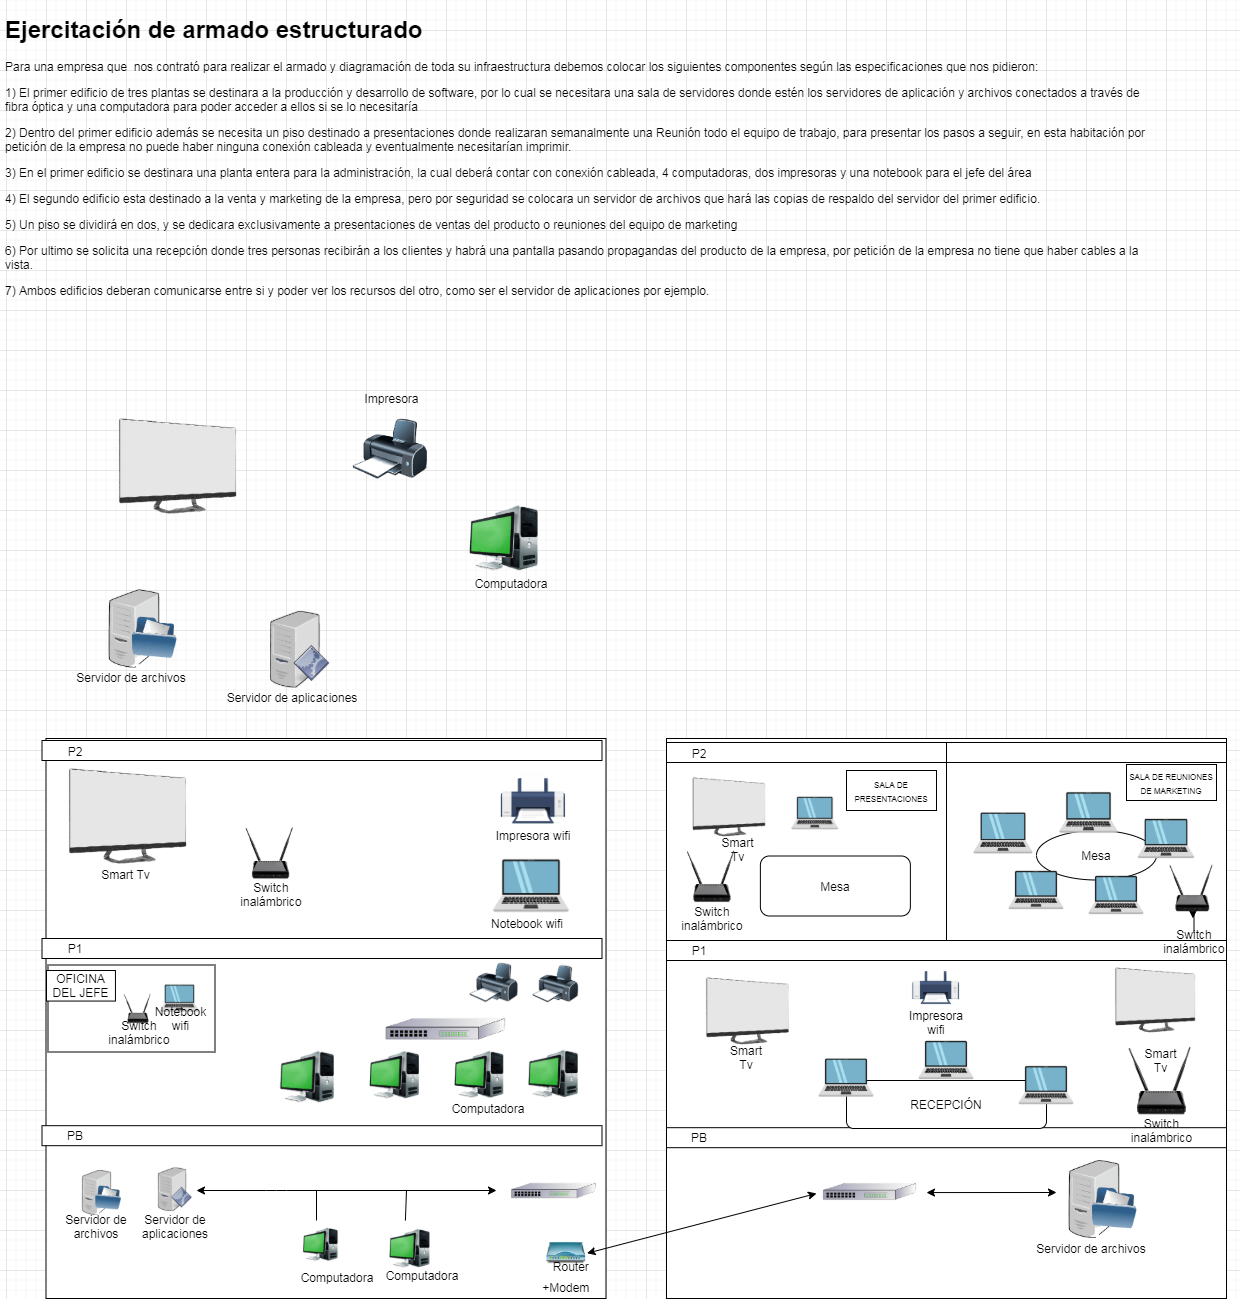 Ejercitación de armado estructurado
Para una empresa que  nos contrató para realizar el armado y diagramación de toda su infraestructura debemos colocar los siguientes componentes según las especificaciones que nos pidieron:
1) El primer edificio de tres plantas se destinara a la producción y desarrollo de software, por lo cual se necesitara una sala de servidores donde estén los servidores de aplicación y archivos conectados a través de
fibra óptica y una computadora para poder acceder a ellos si se lo necesitaría
2) Dentro del primer edificio además se necesita un piso destinado a presentaciones donde realizaran semanalmente una Reunión todo el equipo de trabajo, para presentar los pasos a seguir, en esta habitación por
petición de la empresa no puede haber ninguna conexión cableada y eventualmente necesitarían imprimir.
3) En el primer edificio se destinara una planta entera para la administración, la cual deberá contar con conexión cableada, 4 computadoras, dos impresoras y una notebook para el jefe del área
4) El segundo edificio esta destinado a la venta y marketing de la empresa, pero por seguridad se colocara un servidor de archivos que hará las copias de respaldo del servidor del primer edificio.
5) Un piso se dividirá en dos, y se dedicara exclusivamente a presentaciones de ventas del producto o reuniones del equipo de marketing
6) Por ultimo se solicita una recepción donde tres personas recibirán a los clientes y habrá una pantalla pasando propagandas del producto de la empresa, por petición de la empresa no tiene que haber cables a la
vista.
7) Ambos edificios deberan comunicarse entre si y poder ver los recursos del otro, como ser el servidor de aplicaciones por ejemplo.
Impresora
Computadora
Servidor de archivos
Servidor de aplicaciones
P2
Smart Tv
Switch
inalámbrico
Impresora wifi
Notebook wifi
P1
OFICINA
DEL JEFE
Switch
inalámbrico
Notebook
wifi
Computadora
PB
Servidor de
archivos
Servidor de
aplicaciones
Computadora
Computadora
Router
+Modem
P2
SALA DE
PRESENTACIONES
Smart
Tv
Switch
inalámbrico
Mesa
SALA DE REUNIONES
DE MARKETING
Mesa
Switch
inalámbrico
P1
Smart
Tv
Impresora
wifi
RECEPCIÓN
Smart
Tv
Switch
inalámbrico
PB
Servidor de archivos